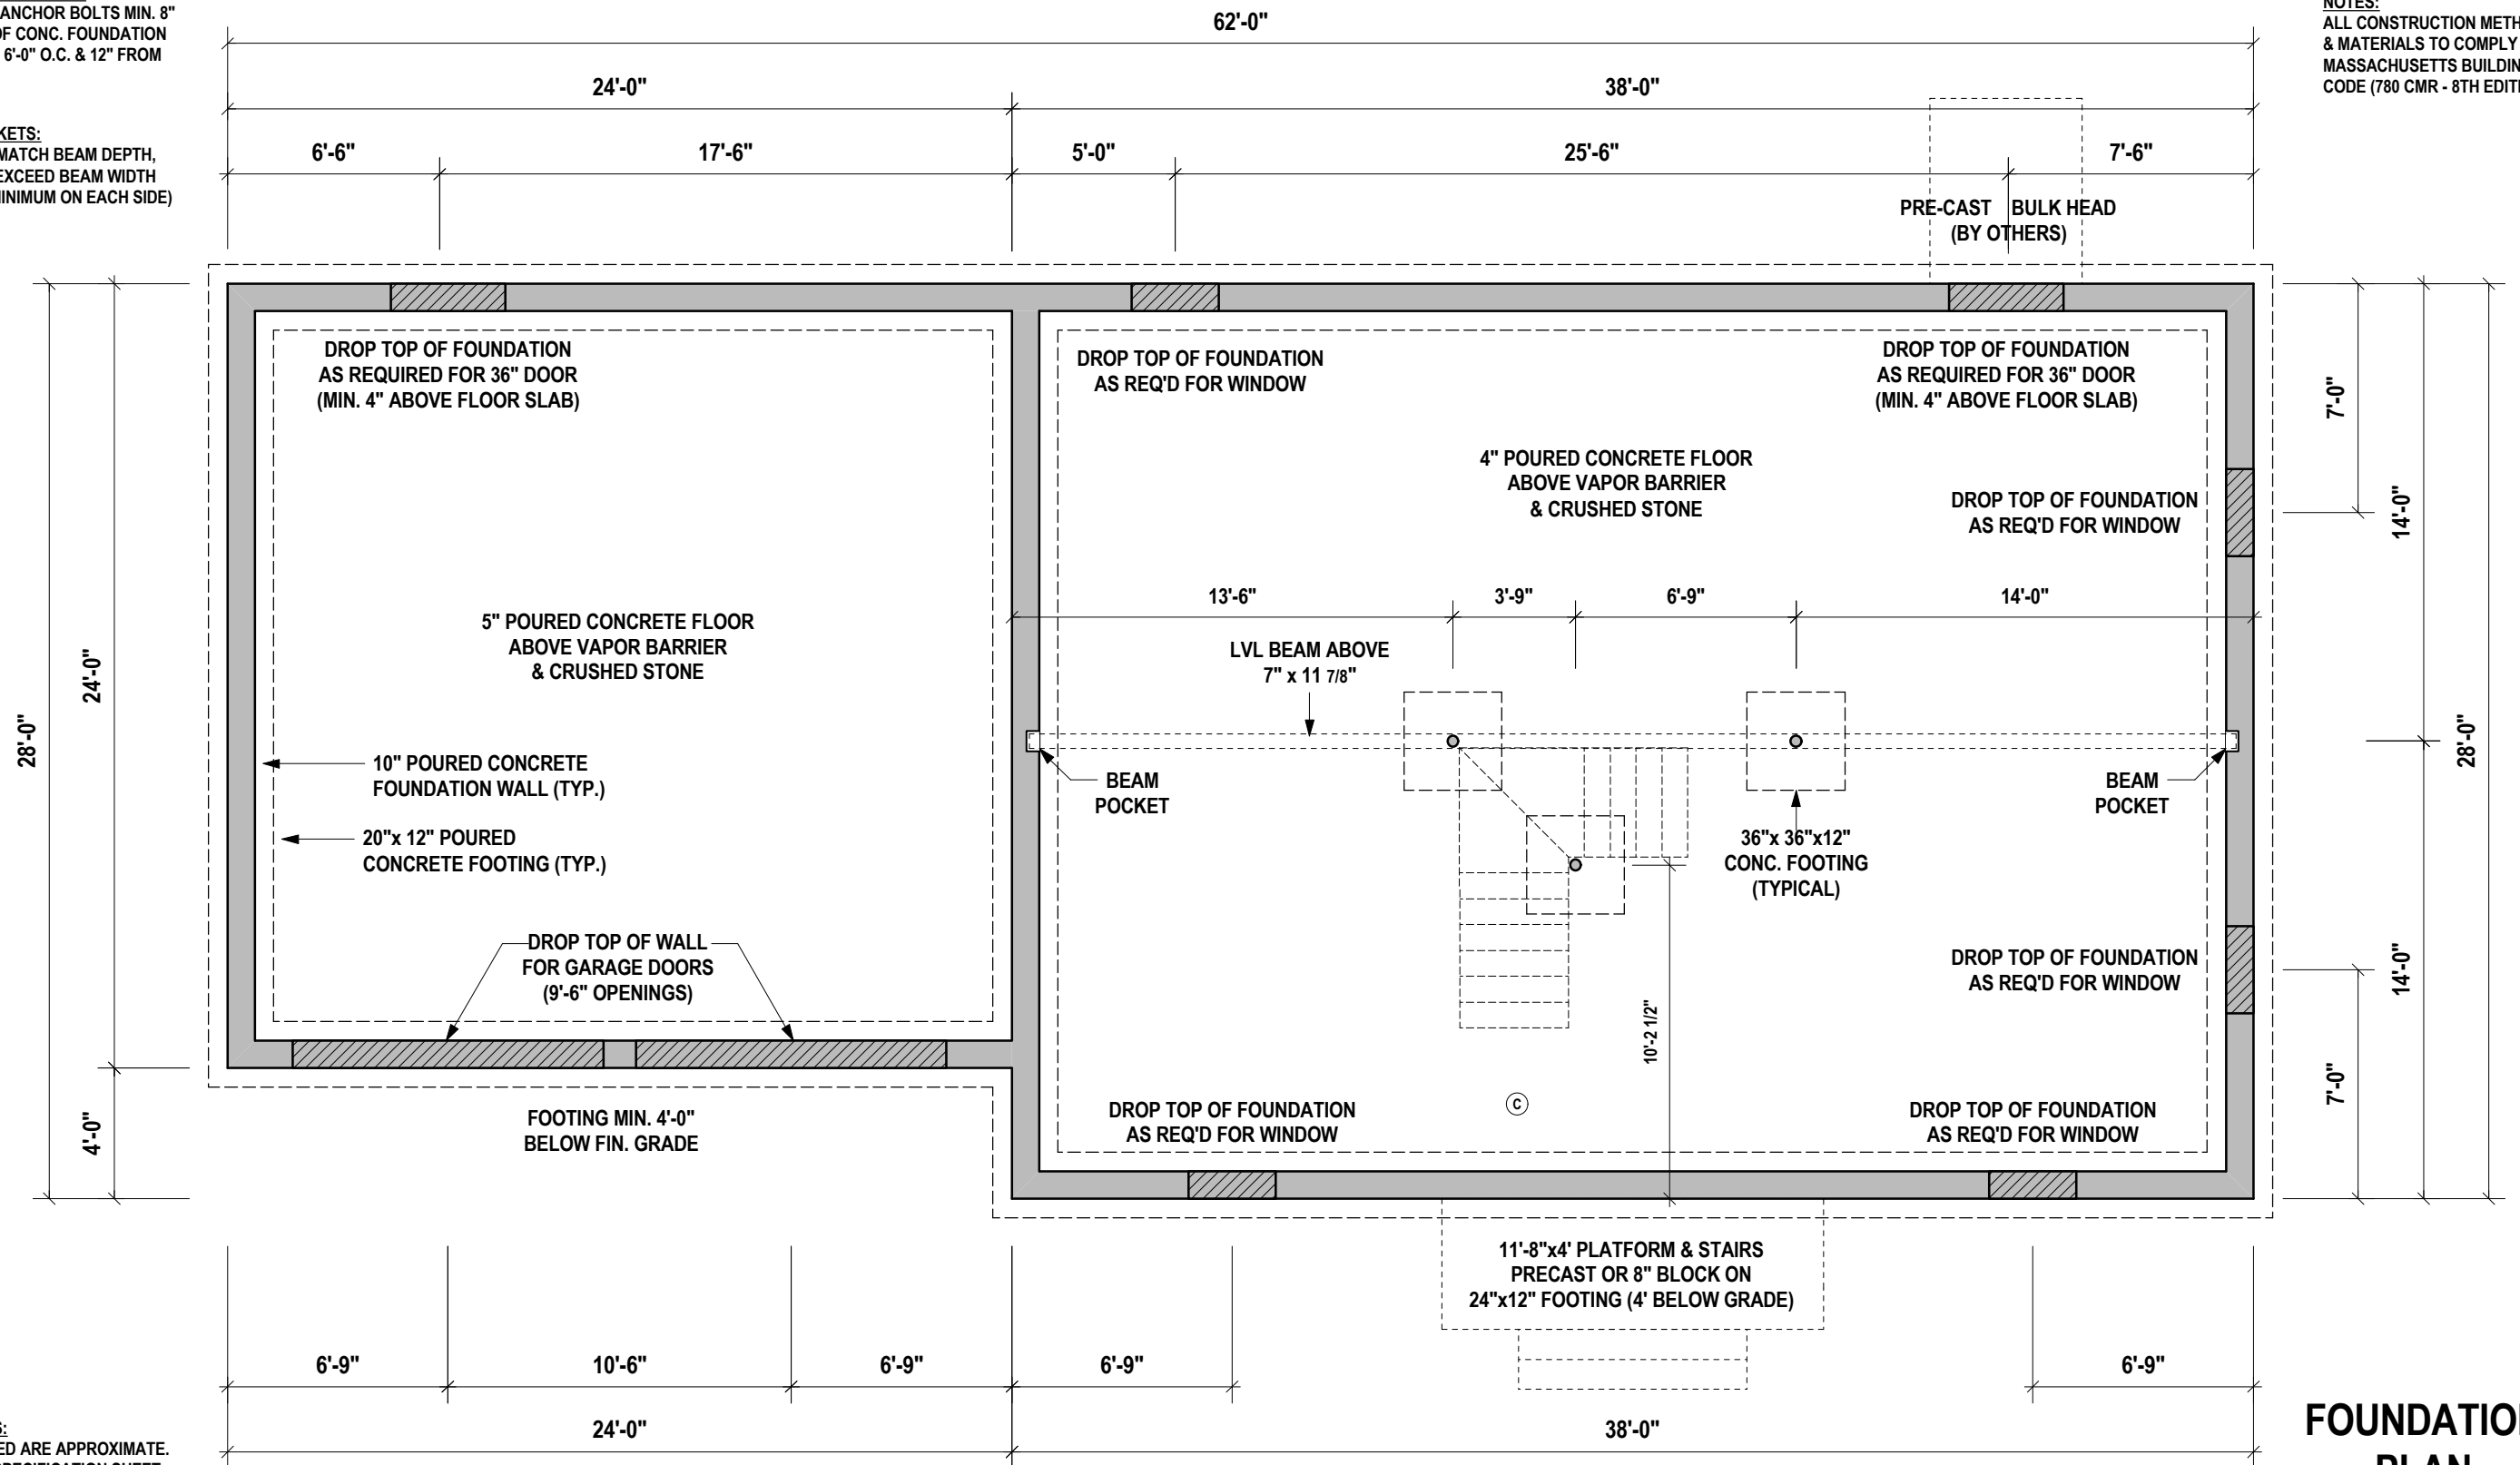 ANCHOR BOLTS MIN. 8"
OF CONC. FOUNDATION
6'-0" O.C. & 12" FROM
MATCH BEAM DEPTH,
EXCEED BEAM WIDTH
MINIMUM ON EACH SIDE)
NOTES:
ALL CONSTRUCTION
& MATERIALS TO COMPLY
MASSACHUSETTS
CODE (780 CMR - 8TH
62'-0"
24'-0"
38'-0"
6'-6"
17'-6"
5'-0"
25'-6"
7'-6"
PRE-CAST BULK HEAD
(BY OTHERS)
DROP TOP OF FOUNDATION
AS REQUIRED FOR 36" DOOR
(MIN. 4" ABOVE FLOOR SLAB)
DROP TOP OF FOUNDATION
AS REQ'D FOR WINDOW
DROP TOP OF FOUNDATION
AS REQUIRED FOR 36" DOOR
(MIN. 4" ABOVE FLOOR SLAB)
7'-0"
4" POURED CONCRETE FLOOR
ABOVE VAPOR BARRIER
& CRUSHED STONE
DROP TOP OF FOUNDATION
AS REQ'D FOR WINDOW
14'-0"
13'-6"
3'-9"
6'-9"
14'-0"
5" POURED CONCRETE FLOOR
ABOVE VAPOR BARRIER
& CRUSHED STONE
LVL BEAM ABOVE
7" x 11 7/8"
24'-0"
28'-0"
28'-0"
10" POURED CONCRETE
FOUNDATION WALL (TYP.)
BEAM
POCKET
BEAM
POCKET
20"x 12" POURED
CONCRETE FOOTING (TYP.)
36"x 36"x12"
CONC. FOOTING
(TYPICAL)
DROP TOP OF WALL
FOR GARAGE DOORS
(9'-6" OPENINGS)
DROP TOP OF FOUNDATION
AS REQ'D FOR WINDOW
14'-0"
10'-2 1/2"
7'-0"
4'-0"
FOOTING MIN. 4'-0"
BELOW FIN. GRADE
DROP TOP OF FOUNDATION
AS REQ'D FOR WINDOW
C
DROP TOP OF FOUNDATION
AS REQ'D FOR WINDOW
11'-8"x4' PLATFORM & STAIRS
PRECAST OR 8" BLOCK ON
24"x12" FOOTING (4' BELOW GRADE)
6'-9"
10'-6"
6'-9"
6'-9"
6'-9"
24'-0"
38'-0"
ARE APPROXIMATE.
FOUNDATION
PLAN